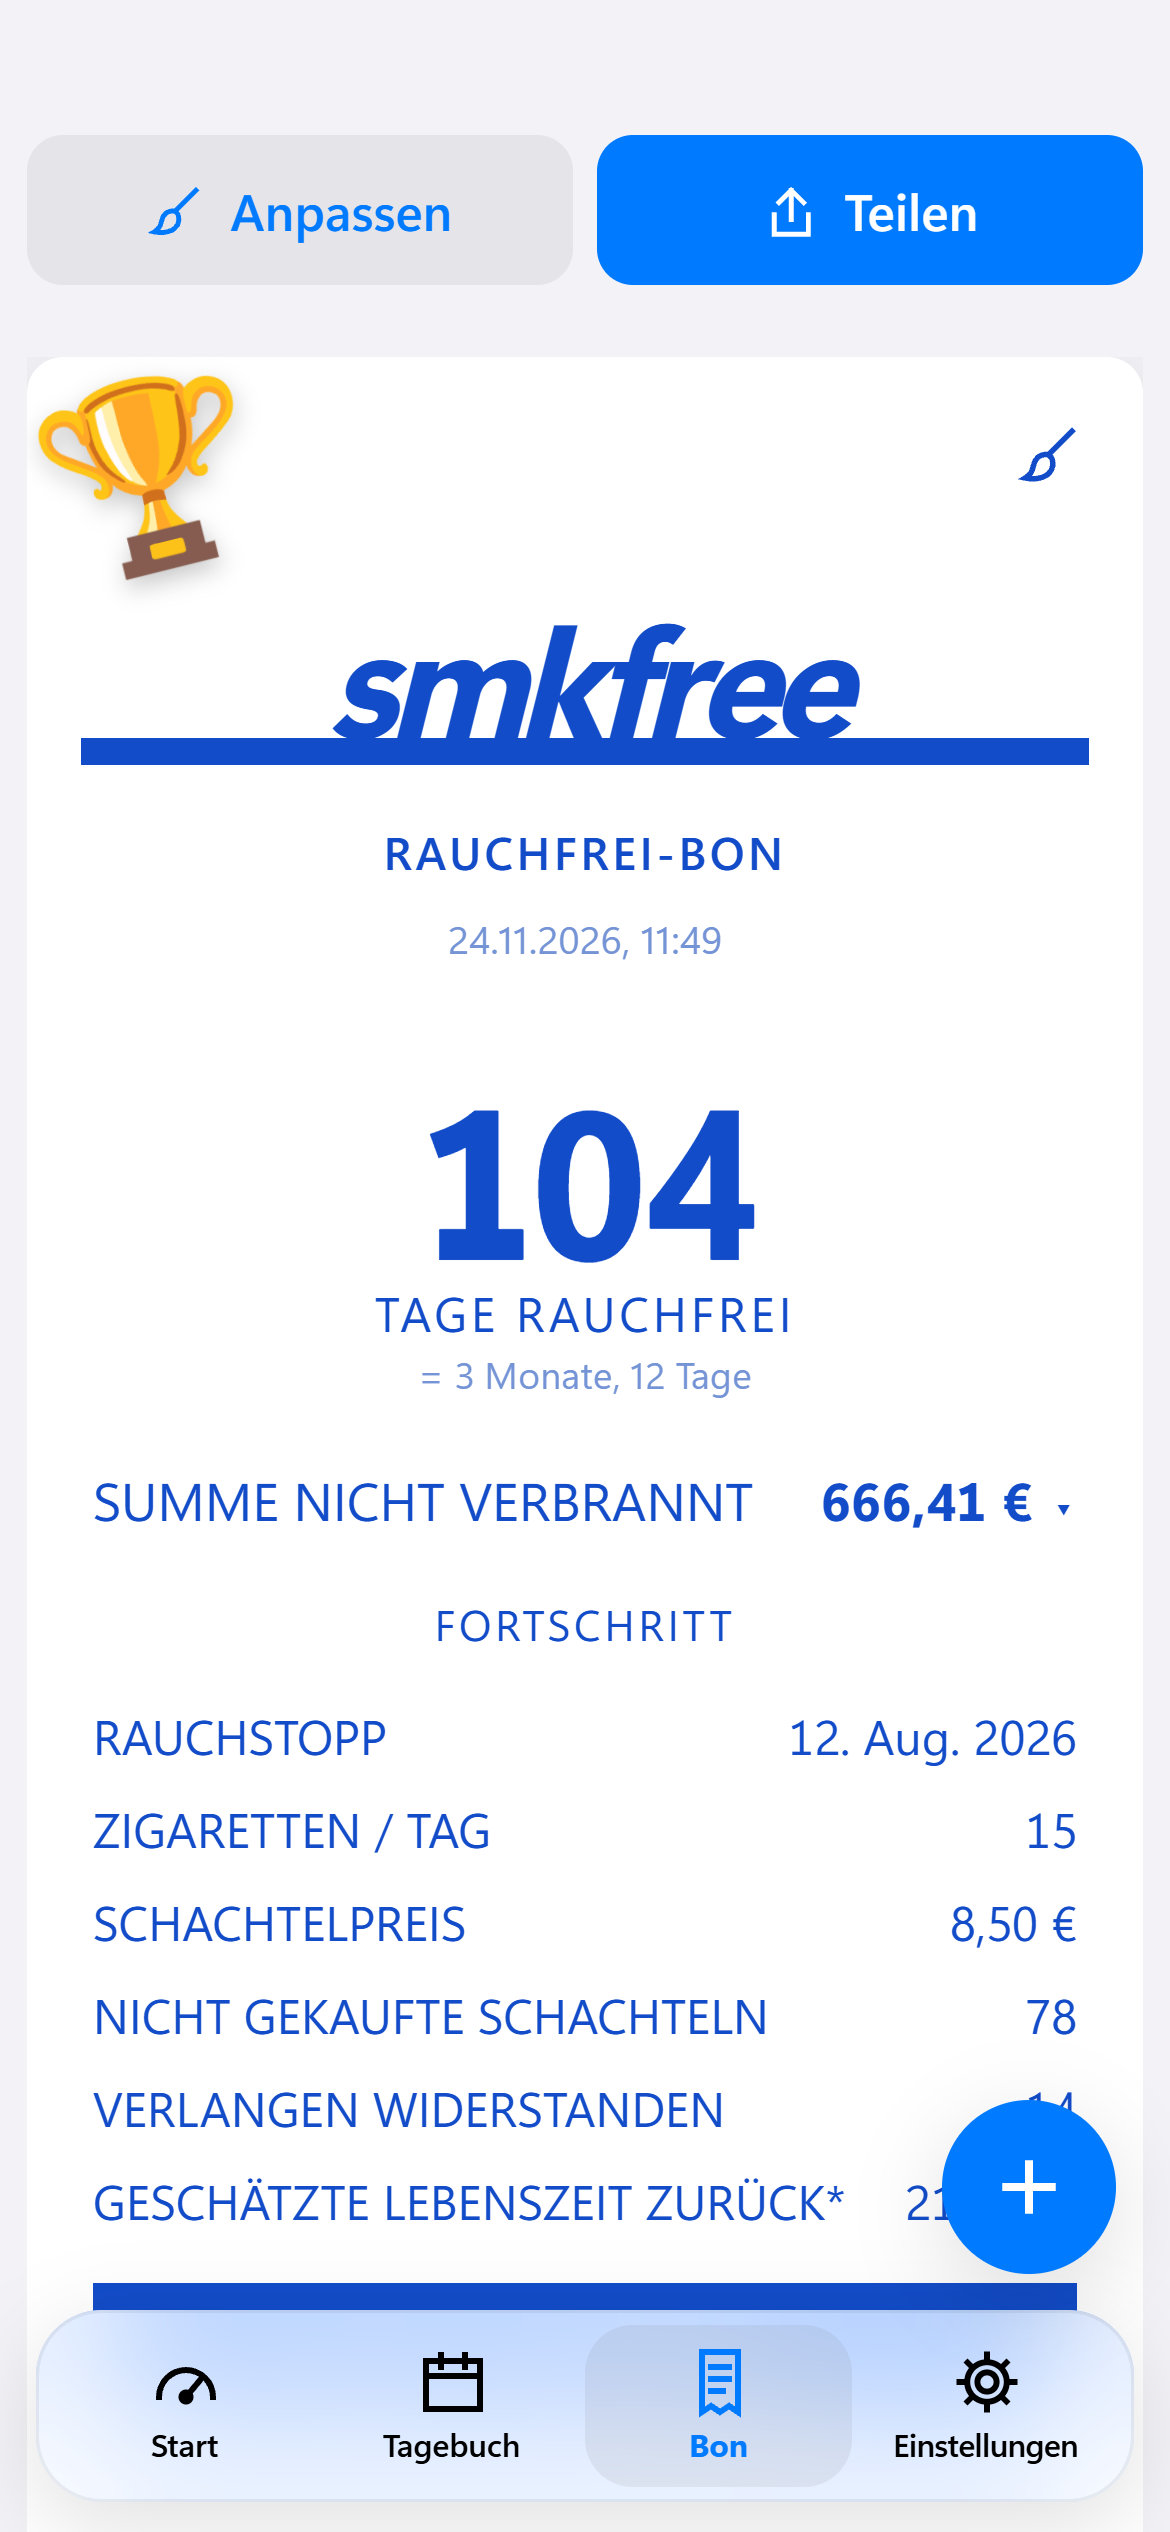 Anpassen
Teilen
smkfree
RAUCHFREI-BON
24.11.2026, 11:49
104
TAGE RAUCHFREI
= 3 Monate, 12 Tage
SUMME NICHT VERBRANNT 666,41 €
FORTSCHRITT
RAUCHSTOPP 12. Aug. 2026
ZIGARETTEN / TAG 15
SCHACHTELPREIS 8,50 €
NICHT GEKAUFTE SCHACHTELN 78
VERLANGEN WIDERSTANDEN
GESCHÄTZTE LEBENSZEIT ZURÜCK*
Start
Tagebuch
Bon
Einstellungen